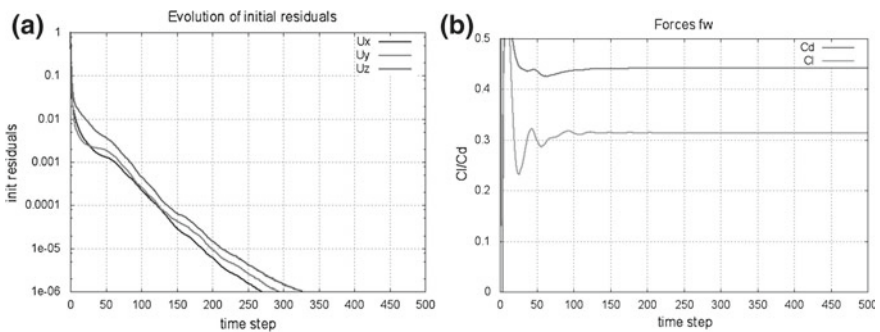 (a)
Evolution of initial residuals
Ux
Uy
Uz
init residuals
1
0.1
0.01
0.001
0.0001
1e-05
1e-06
0 50 100 150 200 250 300 350 400 450 500
time step
(b)
Forces fw
Cd
Cl
Cl/Cd
0.5
0.4
0.3
0.2
0.1
0
0 50 100 150 200 250 300 350 400 450 500
time step